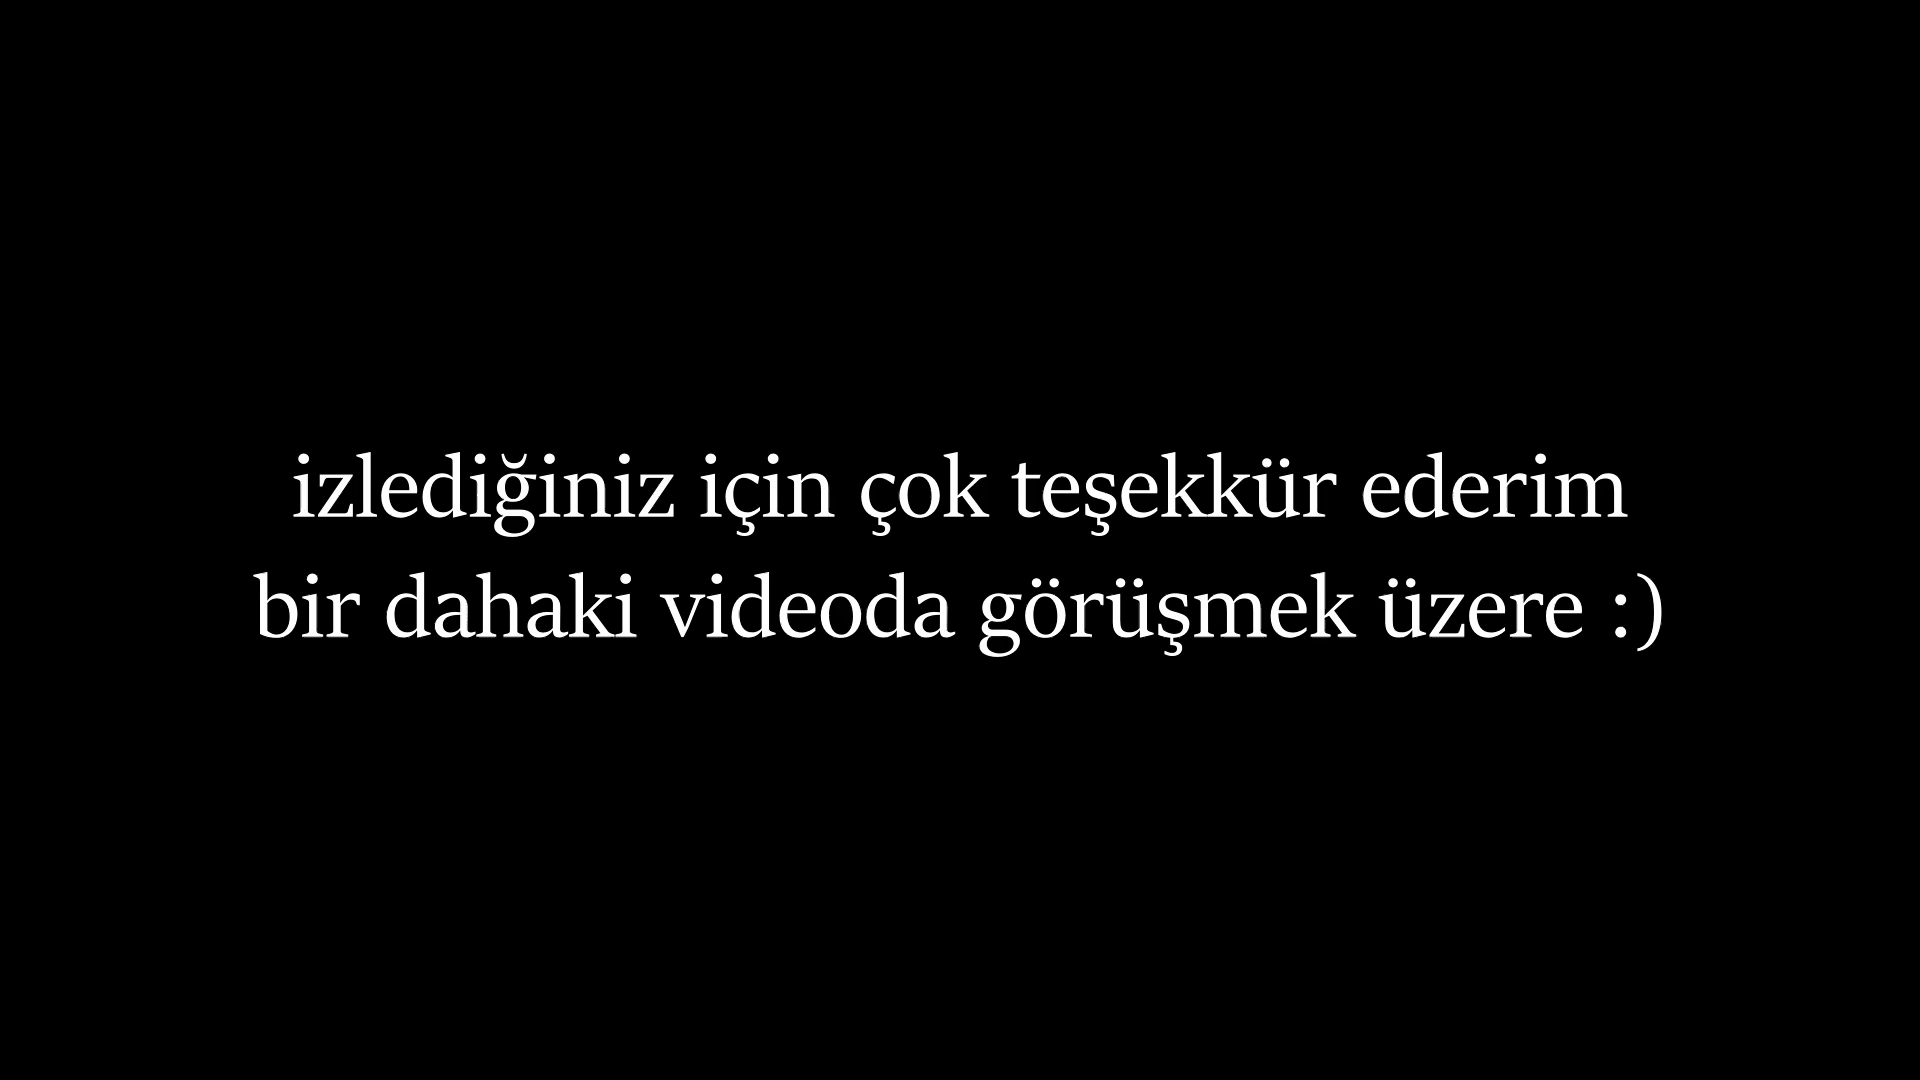 izlediğiniz için çok teşekkür ederim
bir dahaki videoda görüşmek üzere :)